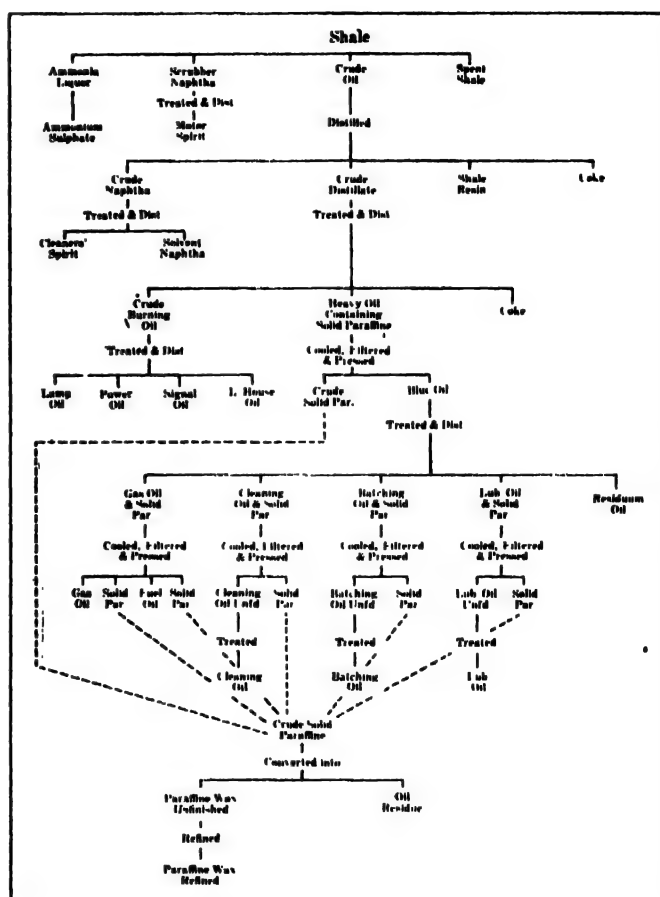 Shale
Ammonia Scrubber Crude Spent
Liquor Naphtha Oil Shale
Treated & Dist
Ammonium Motor Distilled
Sulphate Spirit
Crude Crude Shale Coke
Naphtha Distillate Resin
Treated & Dist Treated & Dist
Cleaners' Solvent
Spirit Naphtha
Crude Heavy Oil Coke
Burning Containing
Oil Solid Paraffine
Treated & Dist Cooled, Filtered
& Pressed
Lamp Power Signal L. House Crude Blue Oil
Oil Oil Oil Oil Solid Par.
Treated & Dist
Gas Oil Cleaning Batching Lub Oil Residuum
& Solid Oil & Solid Oil & Solid & Solid Oil
Par Par Par Par
Cooled, Filtered Cooled, Filtered Cooled, Filtered Cooled, Filtered
& Pressed & Pressed & Pressed & Pressed
Gas Solid Fuel Solid Cleaning Solid Batching Solid Lub Oil Solid
Oil Par Oil Par Oil Unfd Par Oil Unfd Par Unfd Par
Treated Treated Treated
Cleaning Batching Lub
Oil Oil Oil
Crude Solid
Paraffine
Converted into
Paraffine Wax Oil
Unfinished Residue
Refined
Paraffine Wax
Refined